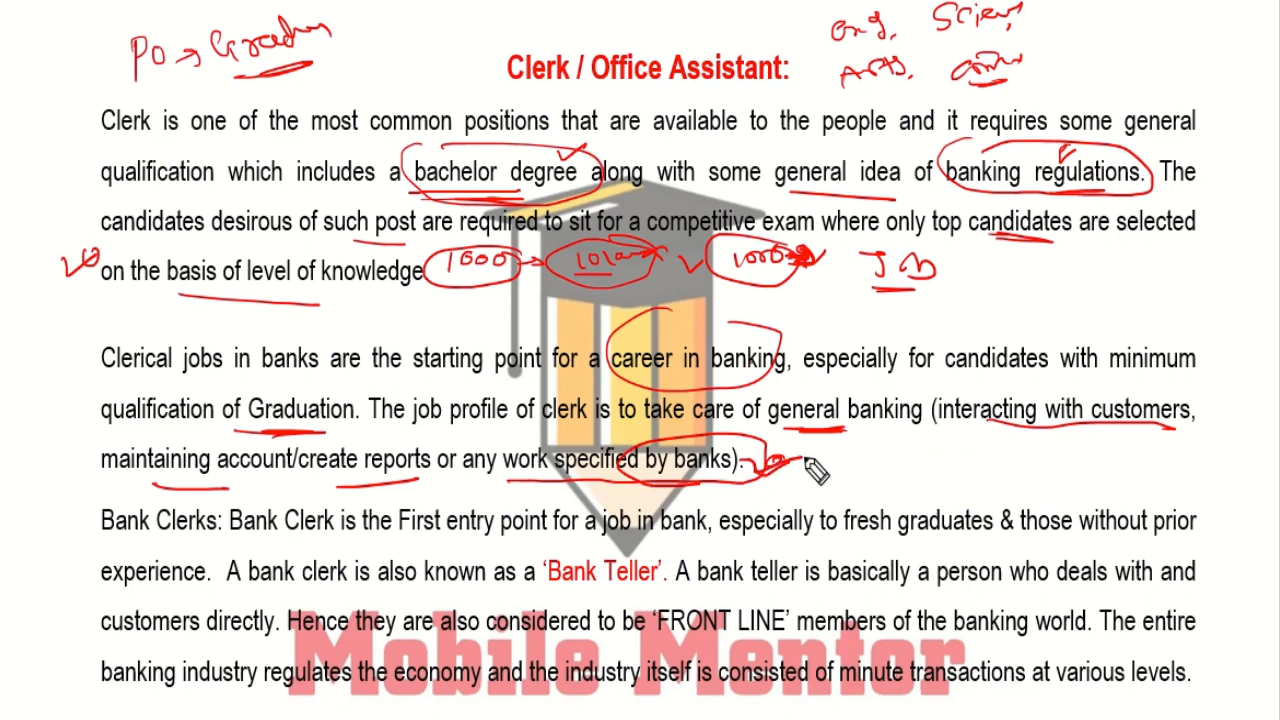 PO → Graduation
Eng. Science
Arts.
Clerk / Office Assistant:
Clerk is one of the most common positions that are available to the people and it requires some general
qualification which includes a bachelor degree along with some general idea of banking regulations. The
candidates desirous of such post are required to sit for a competitive exam where only top candidates are selected
on the basis of level of knowledge
1000 → 1000 JOB
Clerical jobs in banks are the starting point for a career in banking, especially for candidates with minimum
qualification of Graduation. The job profile of clerk is to take care of general banking (interacting with customers,
maintaining account/create reports or any work specified by banks).
Bank Clerks: Bank Clerk is the First entry point for a job in bank, especially to fresh graduates & those without prior
experience. A bank clerk is also known as a ‘Bank Teller’. A bank teller is basically a person who deals with and
customers directly. Hence they are also considered to be ‘FRONT LINE’ members of the banking world. The entire
banking industry regulates the economy and the industry itself is consisted of minute transactions at various levels.
Mobile Mentor